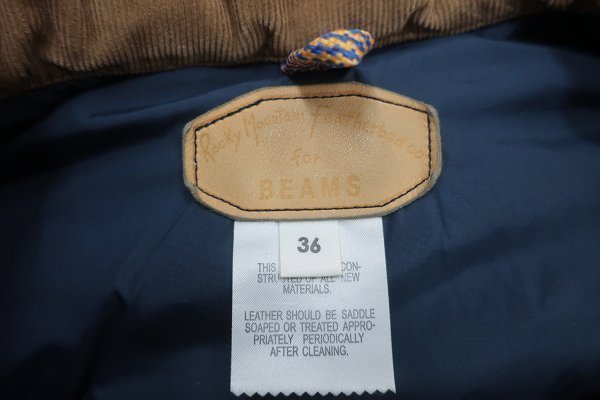 Rocky Mountain Featherbed co.
for
BEAMS
36
THIS CON-
STRUCTED OF ALL NEW
MATERIALS.
LEATHER SHOULD BE SADDLE
SOAPED OR TREATED APPRO-
PRIATELY PERIODICALLY
AFTER CLEANING.